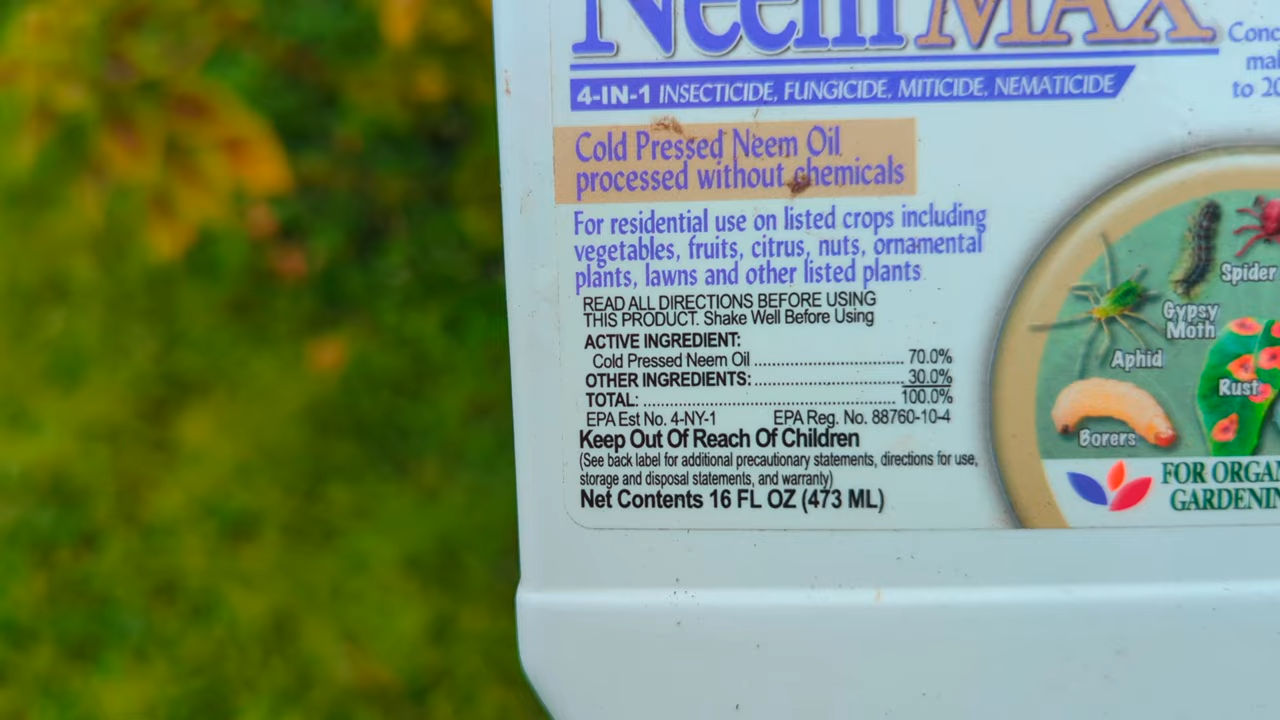 Neem MAX
4-IN-1 INSECTICIDE, FUNGICIDE, MITICIDE, NEMATICIDE
to 20
Cold Pressed Neem Oil
processed without chemicals
For residential use on listed crops including
vegetables, fruits, citrus, nuts, ornamental
plants, lawns and other listed plants
READ ALL DIRECTIONS BEFORE USING
THIS PRODUCT. Shake Well Before Using
ACTIVE INGREDIENT:
Cold Pressed Neem Oil ........................................ 70.0%
OTHER INGREDIENTS:........................................ 30.0%
TOTAL: .................................................................. 100.0%
EPA Est No. 4-NY-1 EPA Reg. No. 88760-10-4
Keep Out Of Reach Of Children
(See back label for additional precautionary statements, directions for use,
storage and disposal statements, and warranty)
Net Contents 16 FL OZ (473 ML)
Spider
Gypsy
Moth
Aphid
Rust
Borers
FOR